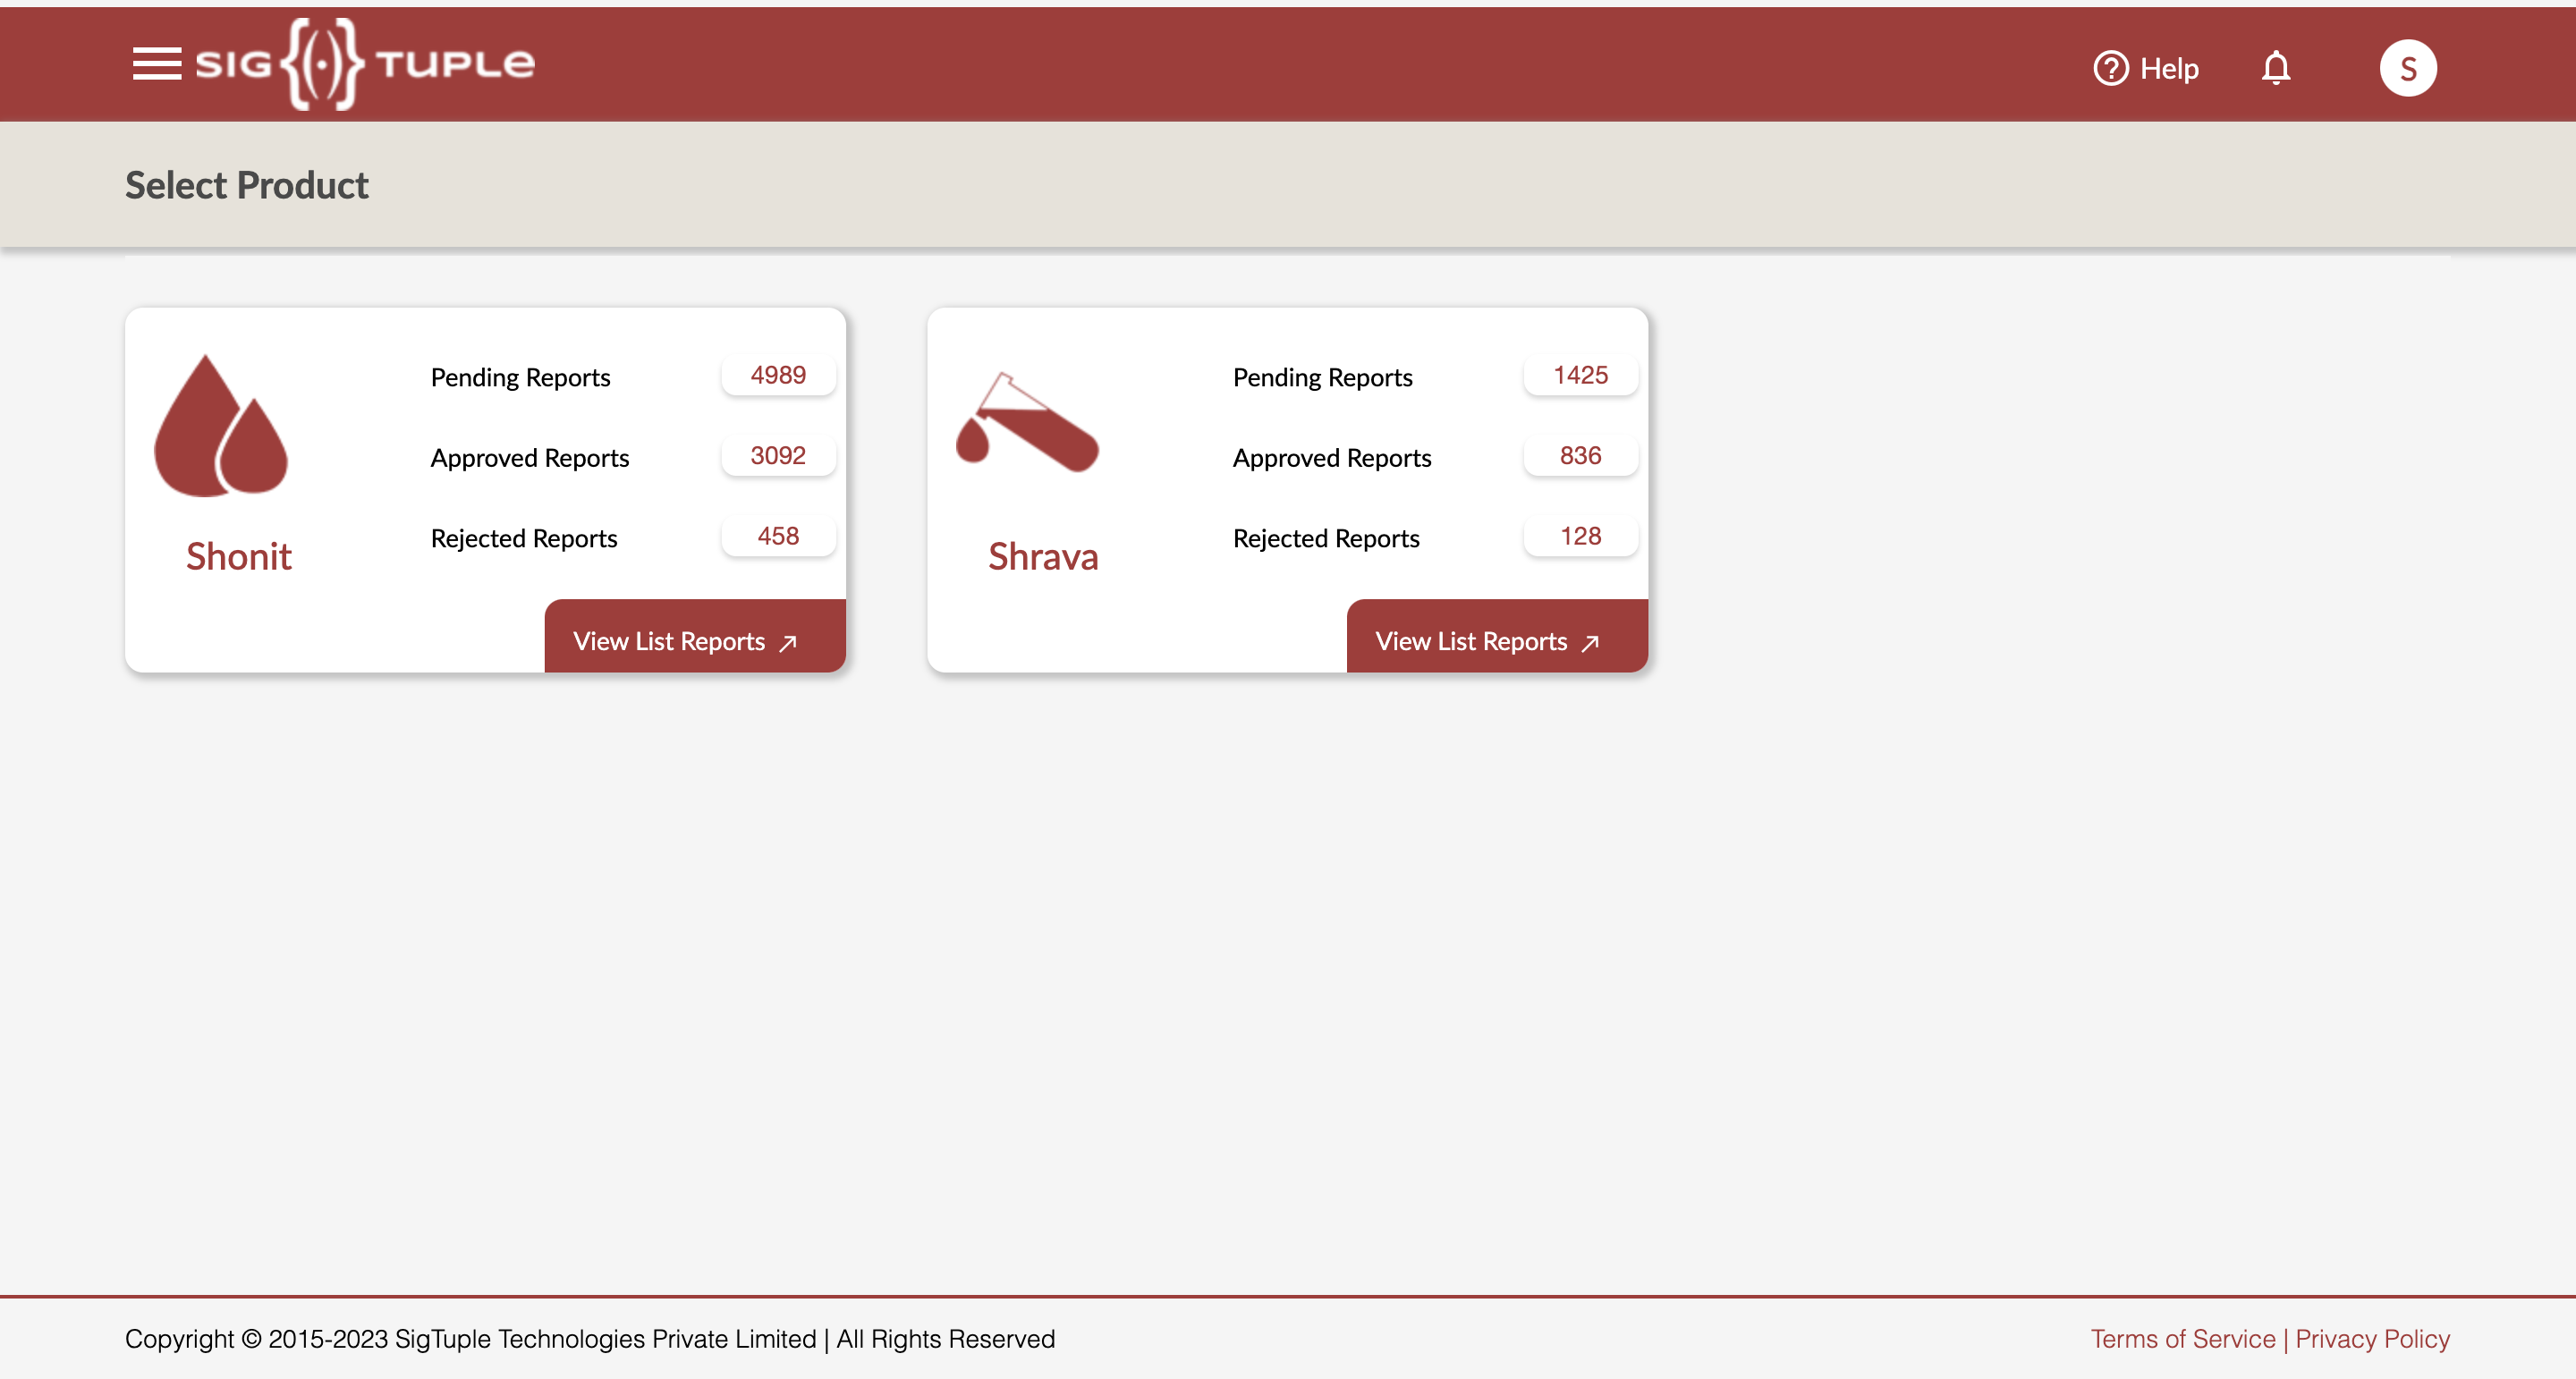 SIG{(·)}TUPLE
Help
S
Select Product
Pending Reports 4989
Approved Reports 3092
Rejected Reports 458
Shonit
View List Reports ↗
Pending Reports 1425
Approved Reports 836
Rejected Reports 128
Shrava
View List Reports ↗
Copyright © 2015-2023 SigTuple Technologies Private Limited | All Rights Reserved
Terms of Service | Privacy Policy